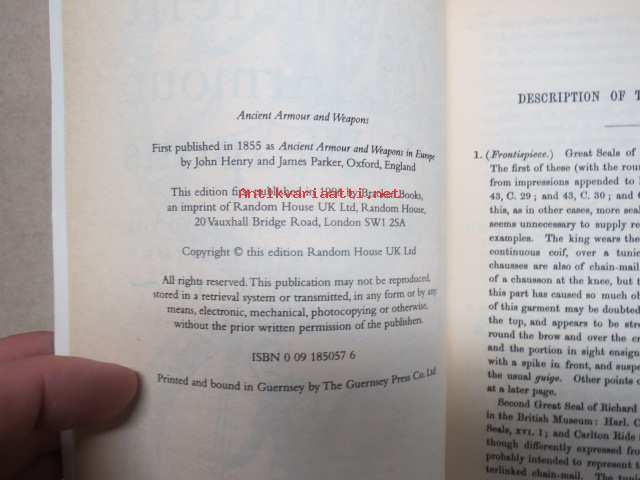 Ancient Armour and Weapons
First published in 1855 as Ancient Armour and Weapons in Europe
by John Henry and James Parker, Oxford, England
This edition first published in by Books,
an imprint of Random House UK Ltd, Random House,
20 Vauxhall Bridge Road, London SW1 2SA
Antikvariaatti.net
Copyright © this edition Random House UK Ltd
All rights reserved. This publication may not be reproduced,
stored in a retrieval system or transmitted, in any form or by any
means, electronic, mechanical, photocopying or otherwise,
without the prior written permission of the publishers.
ISBN 0 09 185057 6
Printed and bound in Guernsey by The Guernsey Press Co. Ltd
DESCRIPTION OF T
1. (Frontispiece.) Great Seals of
The first of these (with the roun
from impressions appended to
43, C. 29; and 43, C. 30; and C
this, as in other cases, more seal
seems unnecessary to supply re
examples. The king wears the
continuous coif, over a tunic
chausses are also of chain-mail
of a chausson at the knee, but t
this part has caused so much d
of this garment may be doubted
the top, and appears to be str
round the brow and over the cr
and the portion in sight ensign
with a spike in front, and suspe
the usual guige. Other points
at a later page.
Second Great Seal of Richard
in the British Museum: Harl. C
Seals, xvi. 1; and Carlton Ride
though differently expressed fro
probably intended to represent t
terlinked chain-mail. The